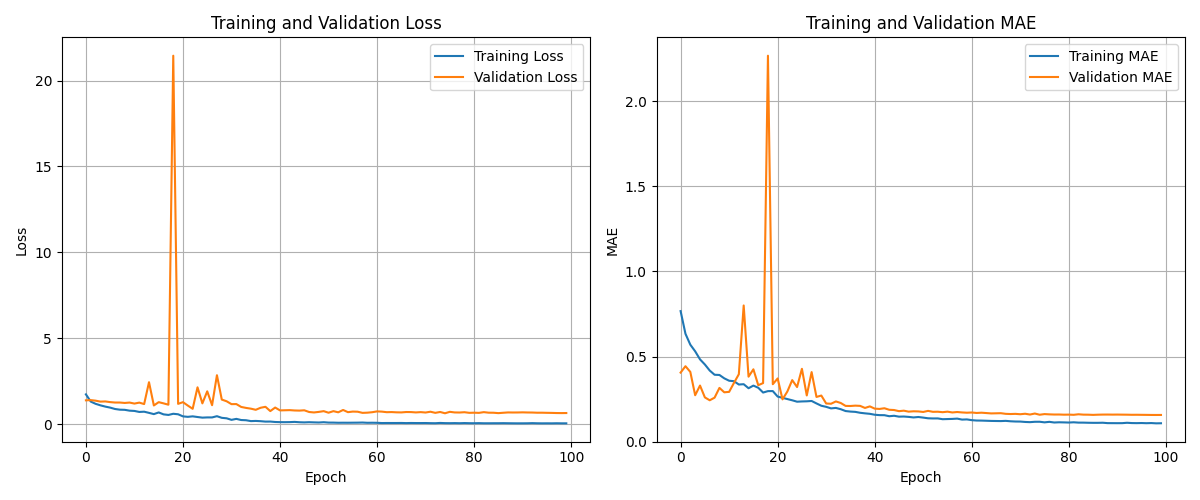 Training and Validation Loss
Training Loss
Validation Loss
20
15
10
5
0
Loss
0 20 40 60 80 100
Epoch
Training and Validation MAE
Training MAE
Validation MAE
2.0
1.5
1.0
0.5
0.0
MAE
0 20 40 60 80 100
Epoch